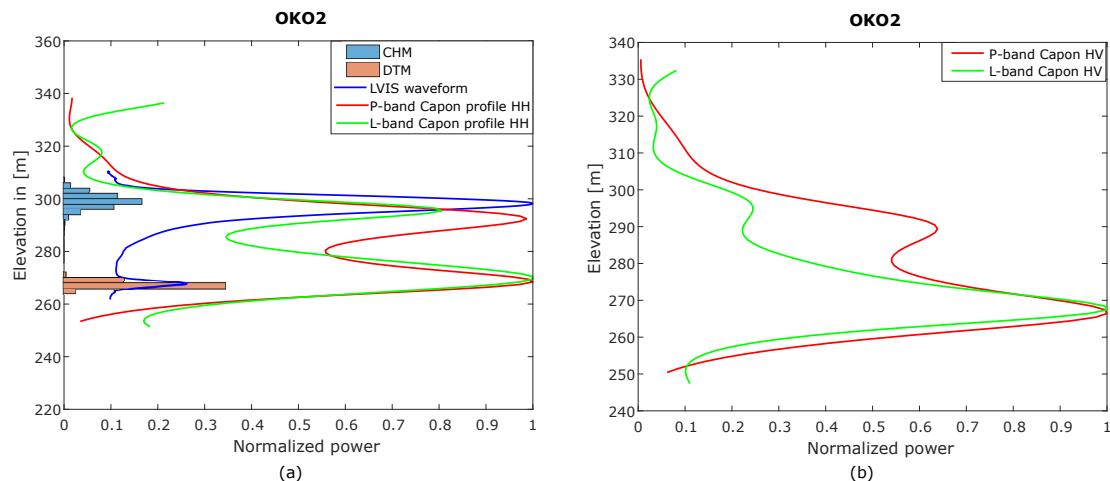 OKO2
360
340
320
300
280
260
240
220
Elevation in [m]
0 0.1 0.2 0.3 0.4 0.5 0.6 0.7 0.8 0.9 1
Normalized power
CHM
DTM
LVIS waveform
P-band Capon profile HH
L-band Capon profile HH
(a)
OKO2
340
330
320
310
300
290
280
270
260
250
240
Elevation [m]
0 0.1 0.2 0.3 0.4 0.5 0.6 0.7 0.8 0.9 1
Normalized power
P-band Capon HV
L-band Capon HV
(b)